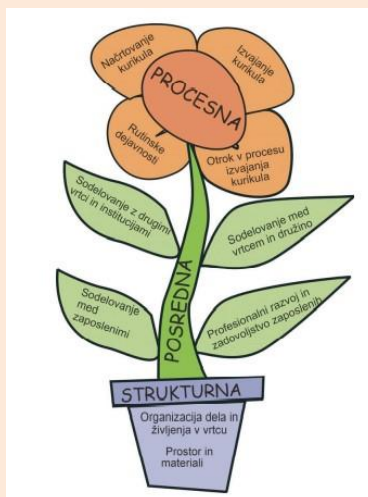 Načrtovanje
kurikula
Izvajanje
kurikula
PROCESNA
Rutinske
dejavnosti
Otrok v procesu
izvajanja
kurikula
Sodelovanje z drugimi
vrtci in institucijami
Sodelovanje med
vrtcem in družino
POSREDNA
Sodelovanje
med
zaposlenimi
Profesionalni razvoj in
zadovoljstvo zaposlenih
STRUKTURNA
Organizacija dela in
življenja v vrtcu
Prostor in
materiali